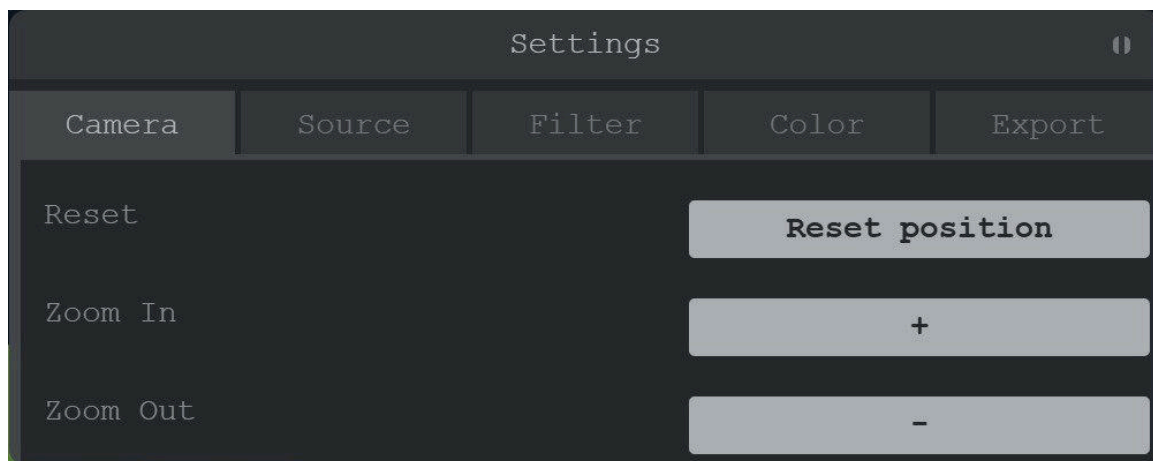 Settings
Camera Source Filter Color Export
Reset Reset position
Zoom In +
Zoom Out -